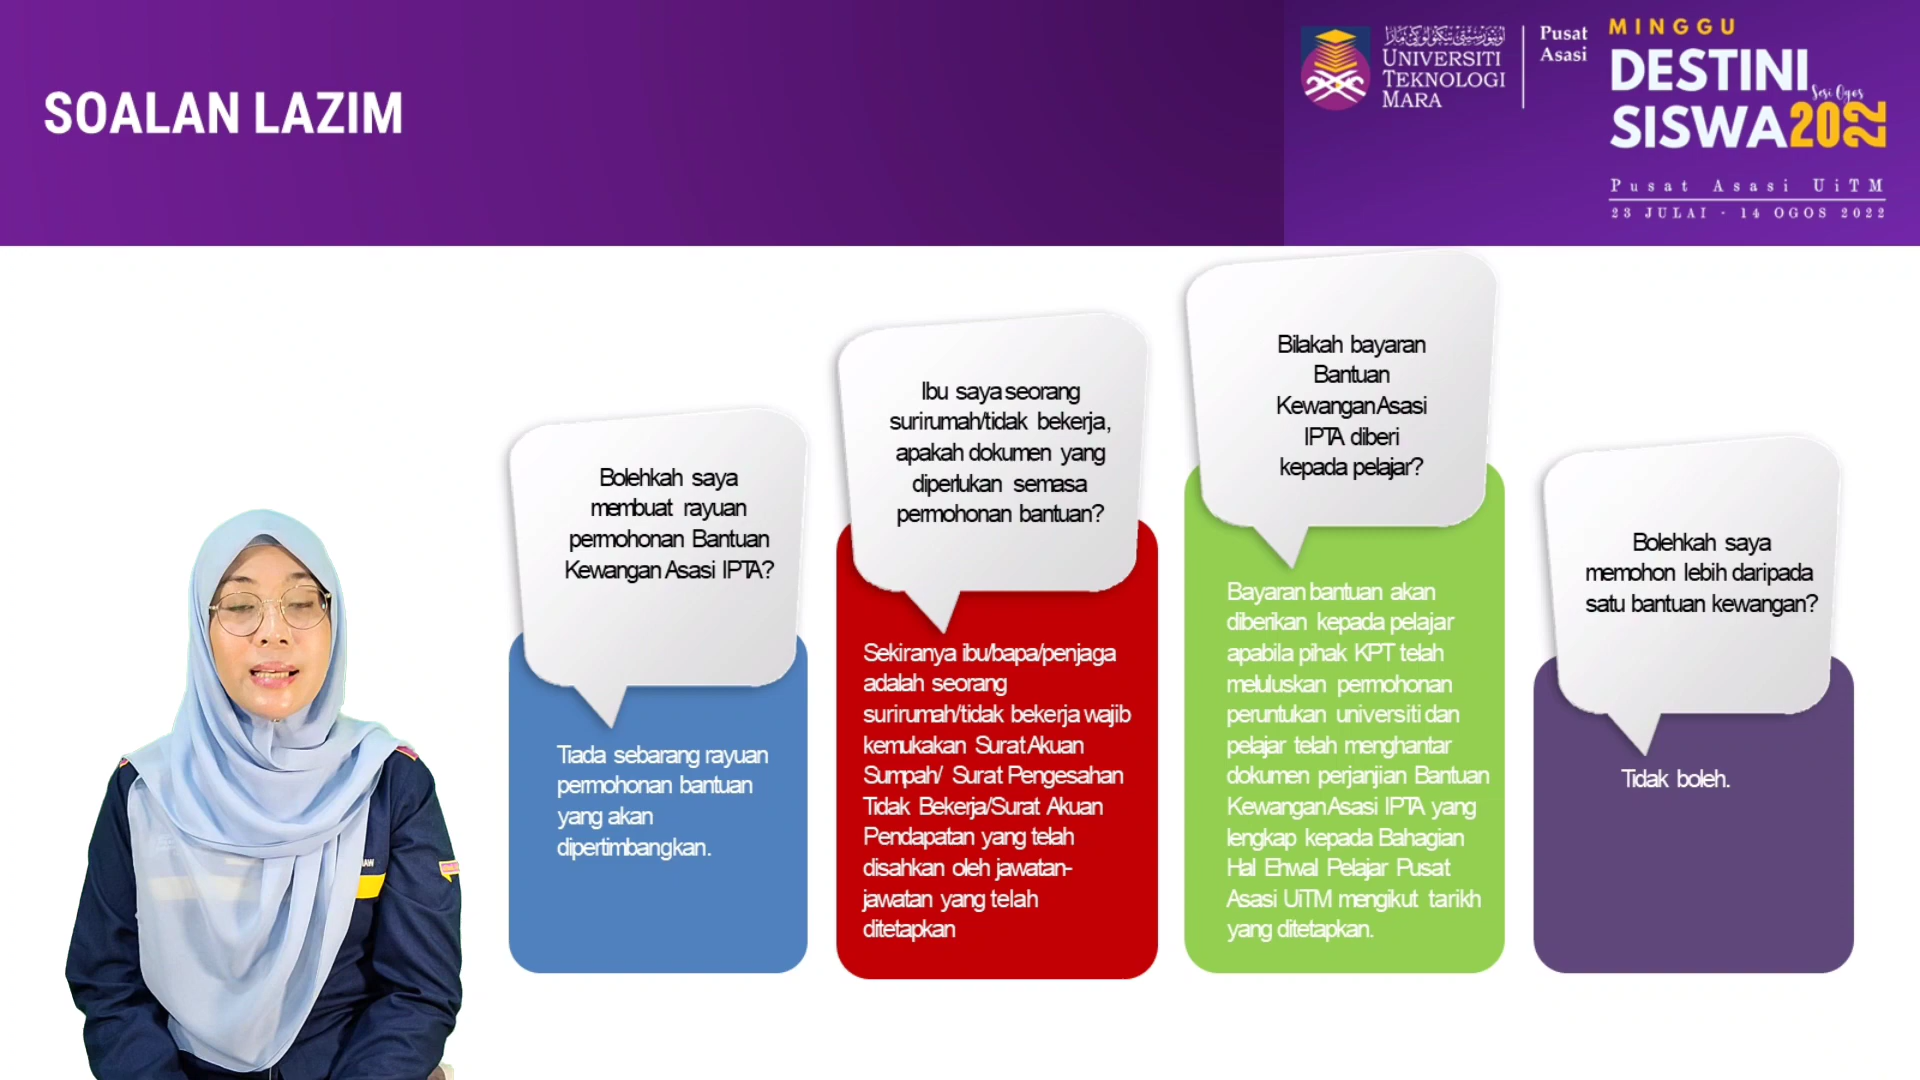 SOALAN LAZIM
UNIVERSITI
TEKNOLOGI
MARA
Pusat
Asasi
MINGGU
DESTINI
Sesi Ogos
SISWA 2022
Pusat Asasi UiTM
23 JULAI - 14 OGOS 2022
Bolehkah saya
membuat rayuan
permohonan Bantuan
Kewangan Asasi IPTA?
Tiada sebarang rayuan
permohonan bantuan
yang akan
dipertimbangkan.
Ibu saya seorang
surirumah/tidak bekerja,
apakah dokumen yang
diperlukan semasa
permohonan bantuan?
Sekiranya ibu/bapa/penjaga
adalah seorang
surirumah/tidak bekerja wajib
kemukakan Surat Akuan
Sumpah/ Surat Pengesahan
Tidak Bekerja/Surat Akuan
Pendapatan yang telah
disahkan oleh jawatan-
jawatan yang telah
ditetapkan
Bilakah bayaran
Bantuan
Kewangan Asasi
IPTA diberi
kepada pelajar?
Bayaran bantuan akan
diberikan kepada pelajar
apabila pihak KPT telah
meluluskan permohonan
peruntukan universiti dan
pelajar telah menghantar
dokumen perjanjian Bantuan
Kewangan Asasi IPTA yang
lengkap kepada Bahagian
Hal Ehwal Pelajar Pusat
Asasi UiTM mengikut tarikh
yang ditetapkan.
Bolehkah saya
memohon lebih daripada
satu bantuan kewangan?
Tidak boleh.